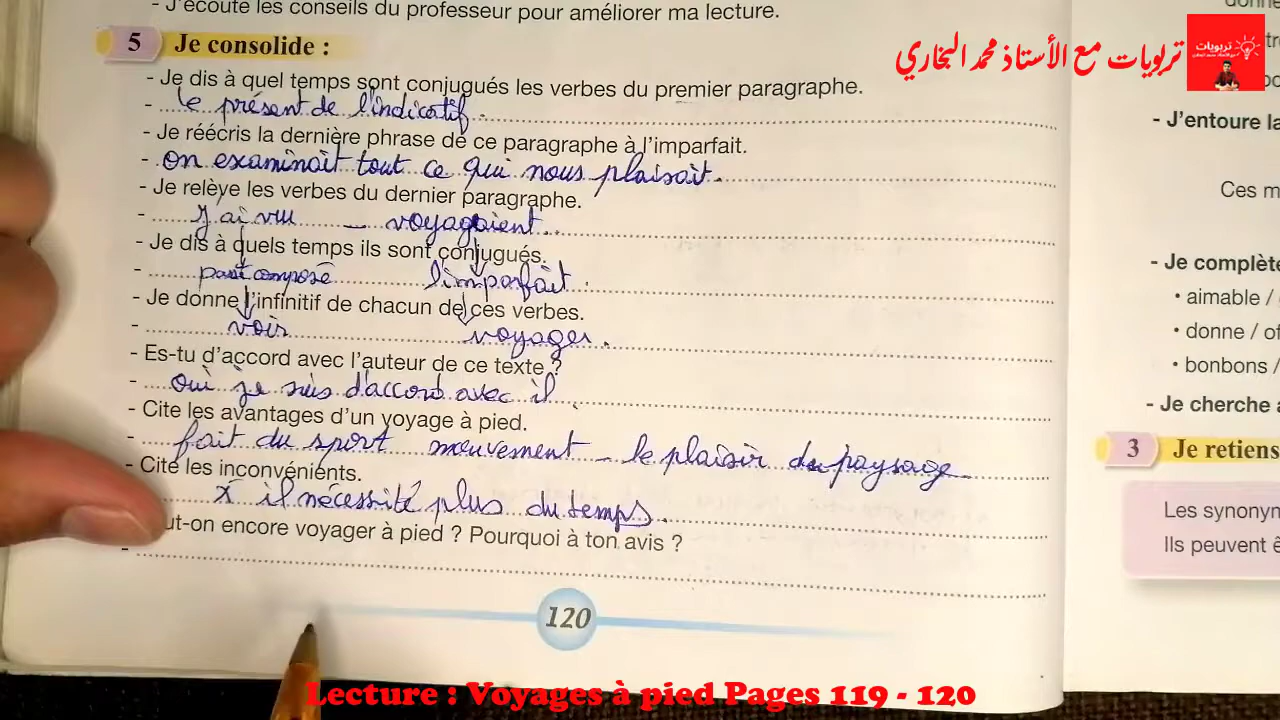 - J'écoute les conseils du professeur pour améliorer ma lecture.
5 Je consolide :
تربويات مع الأستاذ محمد البخاري
تربويات
- Je dis à quel temps sont conjugués les verbes du premier paragraphe.
- le présent de l'indicatif.
- Je réécris la dernière phrase de ce paragraphe à l'imparfait.
- on examinait tout ce qui nous plaisait.
- Je relève les verbes du dernier paragraphe.
- J'ai vu - voyagaient.
- Je dis à quels temps ils sont conjugués.
- passé composé l'imparfait.
- Je donne l'infinitif de chacun de ces verbes.
- voir voyager.
- Es-tu d'accord avec l'auteur de ce texte ?
- oui je suis d'accord avec il.
- Cite les avantages d'un voyage à pied.
- fait du sport mouvement - le plaisir du paysage
- Cite les inconvénients.
x il nécessité plus du temps.
ut-on encore voyager à pied ? Pourquoi à ton avis ?
-
120
- J'entoure la
Ces m
- Je complète
• aimable /
• donne / of
• bonbons /
- Je cherche a
3 Je retiens
Les synonym
Ils peuvent ê
Lecture : Voyages à pied Pages 119 - 120